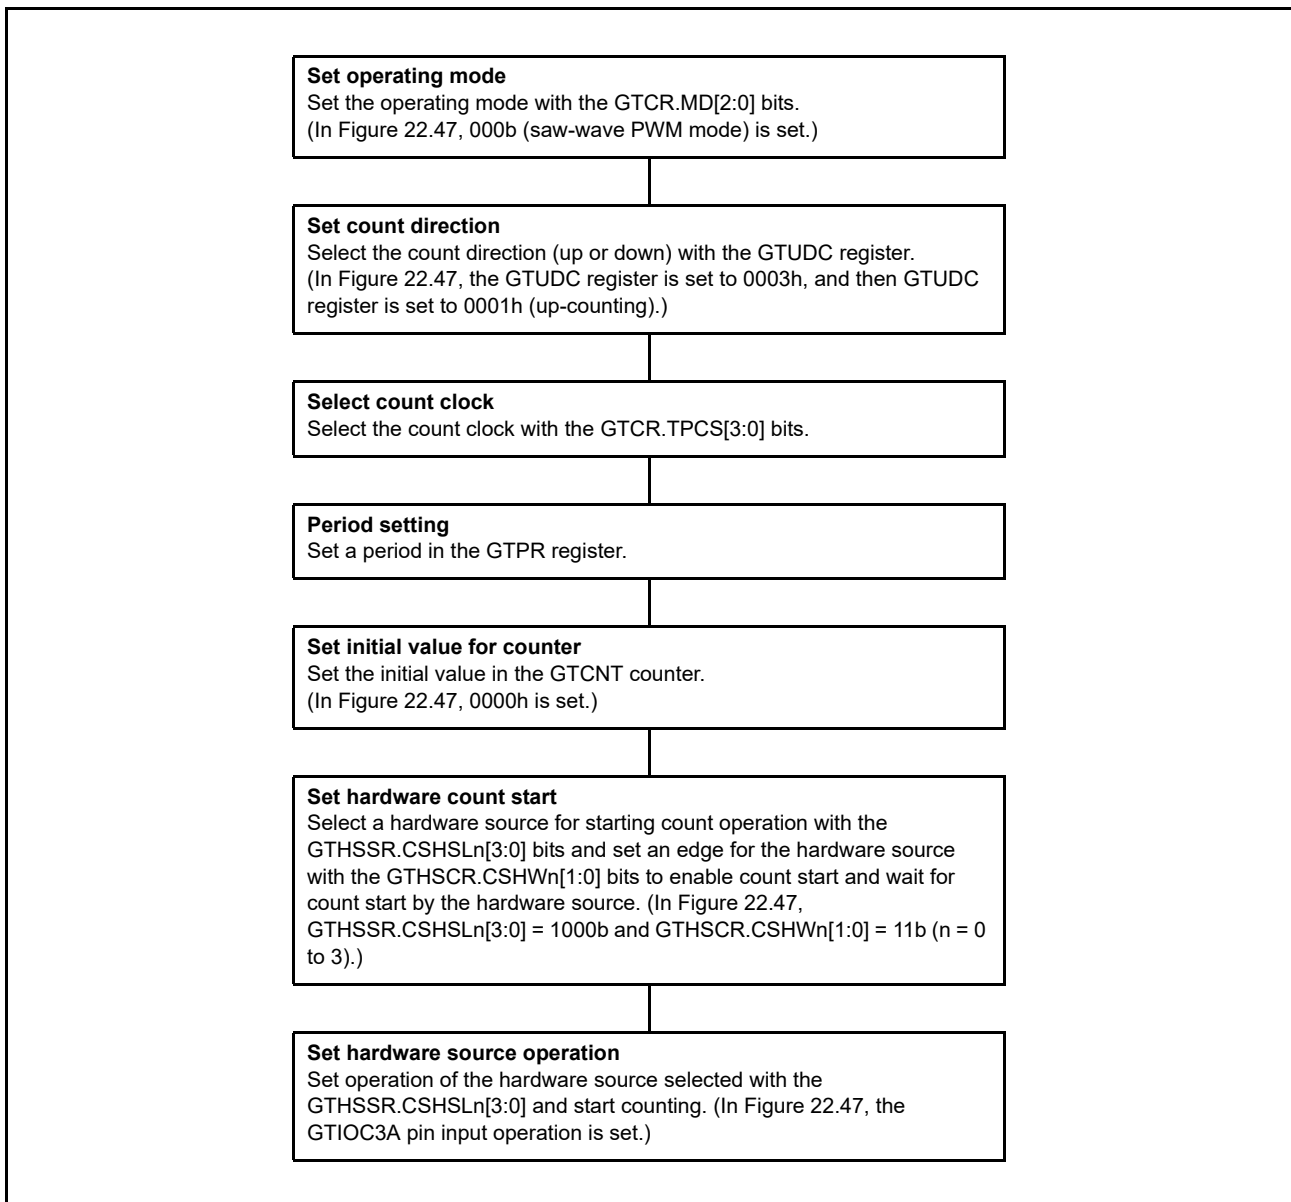 Set operating mode
Set the operating mode with the GTCR.MD[2:0] bits.
(In Figure 22.47, 000b (saw-wave PWM mode) is set.)
Set count direction
Select the count direction (up or down) with the GTUDC register.
(In Figure 22.47, the GTUDC register is set to 0003h, and then GTUDC
register is set to 0001h (up-counting).)
Select count clock
Select the count clock with the GTCR.TPCS[3:0] bits.
Period setting
Set a period in the GTPR register.
Set initial value for counter
Set the initial value in the GTCNT counter.
(In Figure 22.47, 0000h is set.)
Set hardware count start
Select a hardware source for starting count operation with the
GTHSSR.CSHSLn[3:0] bits and set an edge for the hardware source
with the GTHSCR.CSHWn[1:0] bits to enable count start and wait for
count start by the hardware source. (In Figure 22.47,
GTHSSR.CSHSLn[3:0] = 1000b and GTHSCR.CSHWn[1:0] = 11b (n = 0
to 3).)
Set hardware source operation
Set operation of the hardware source selected with the
GTHSSR.CSHSLn[3:0] and start counting. (In Figure 22.47, the
GTIOC3A pin input operation is set.)